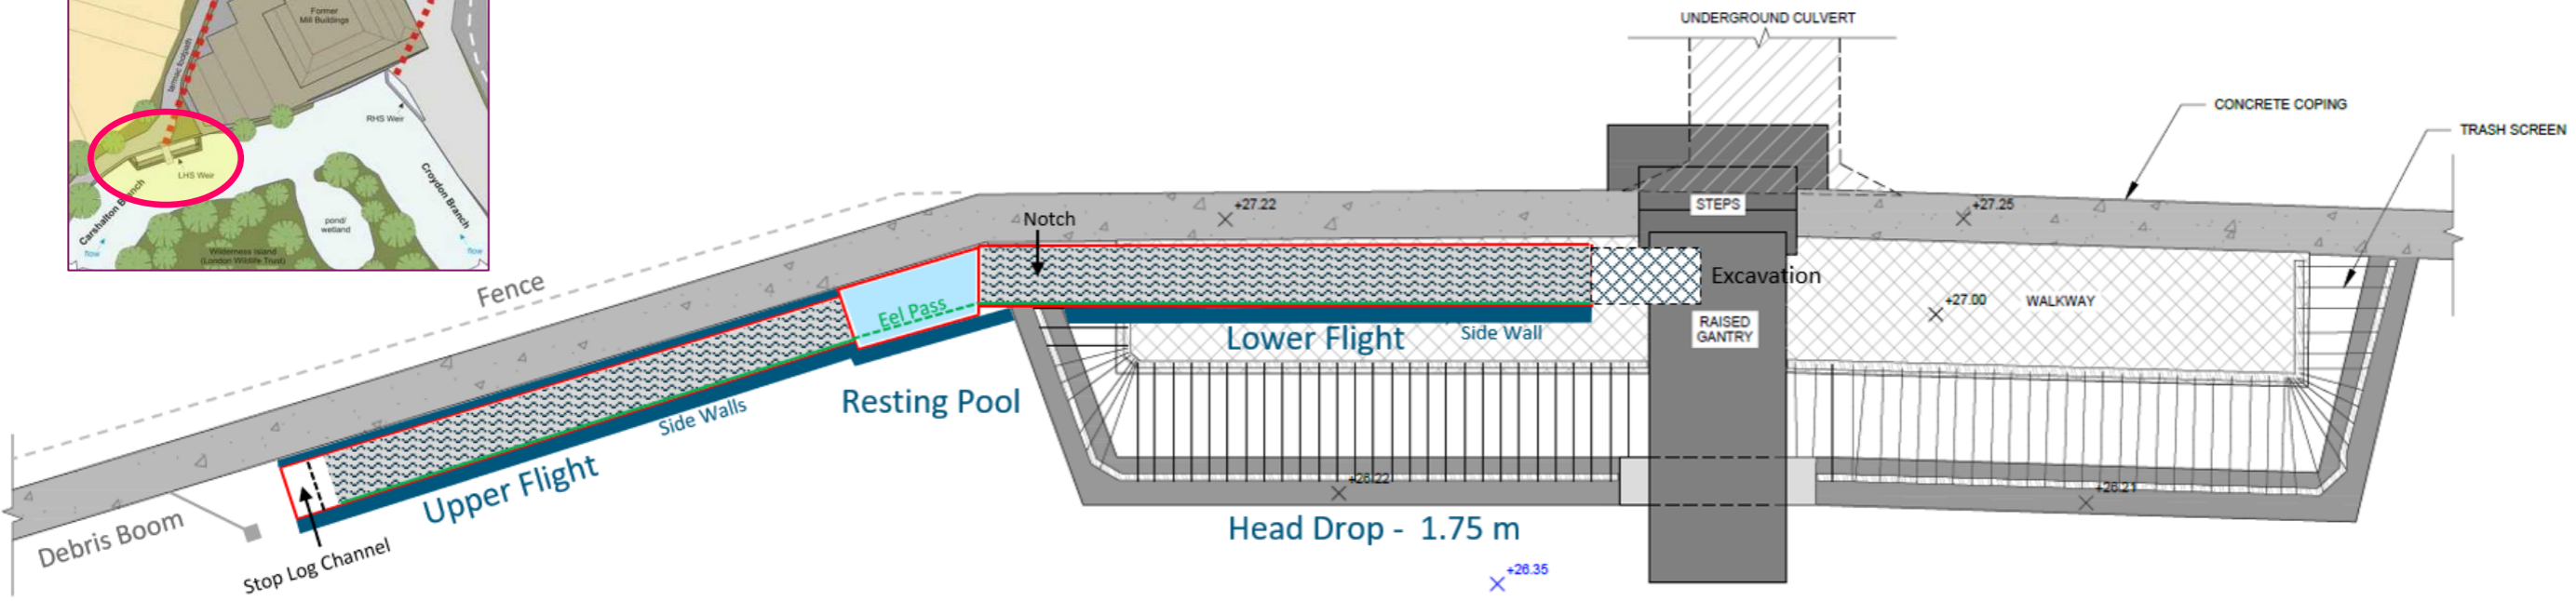 Former
Mill Buildings
tarmac footpath
RHS Weir
LHS Weir
Carshalton Branch
flow
Croydon Branch
flow
pond/
wetland
Wilderness Island
(London Wildlife Trust)
UNDERGROUND CULVERT
CONCRETE COPING
TRASH SCREEN
STEPS
+27.22
+27.25
Notch
Fence
Excavation
Eel Pass
+27.00
WALKWAY
RAISED
GANTRY
Lower Flight
Side Wall
Resting Pool
Side Walls
Upper Flight
+26.22
+26.21
Debris Boom
Head Drop - 1.75 m
Stop Log Channel
+26.35